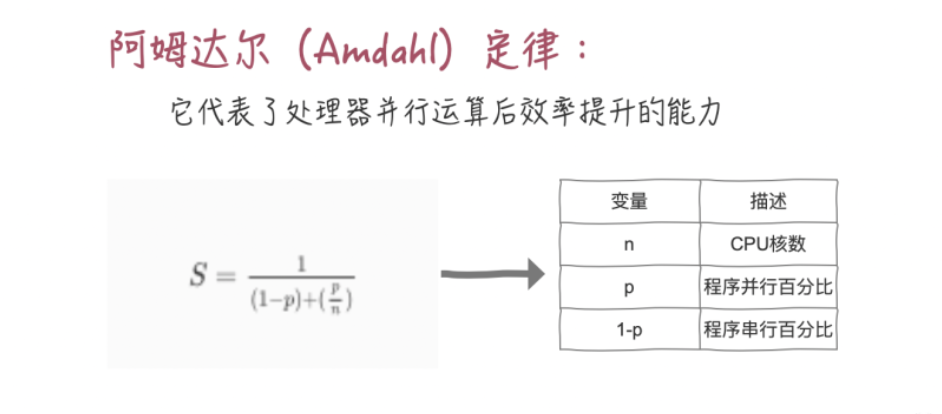 阿姆达尔（Amdahl）定律：
它代表了处理器并行运算后效率提升的能力
S = \frac{1}{(1-p)+(\frac{p}{n})}
变量 描述
n CPU核数
p 程序并行百分比
1-p 程序串行百分比